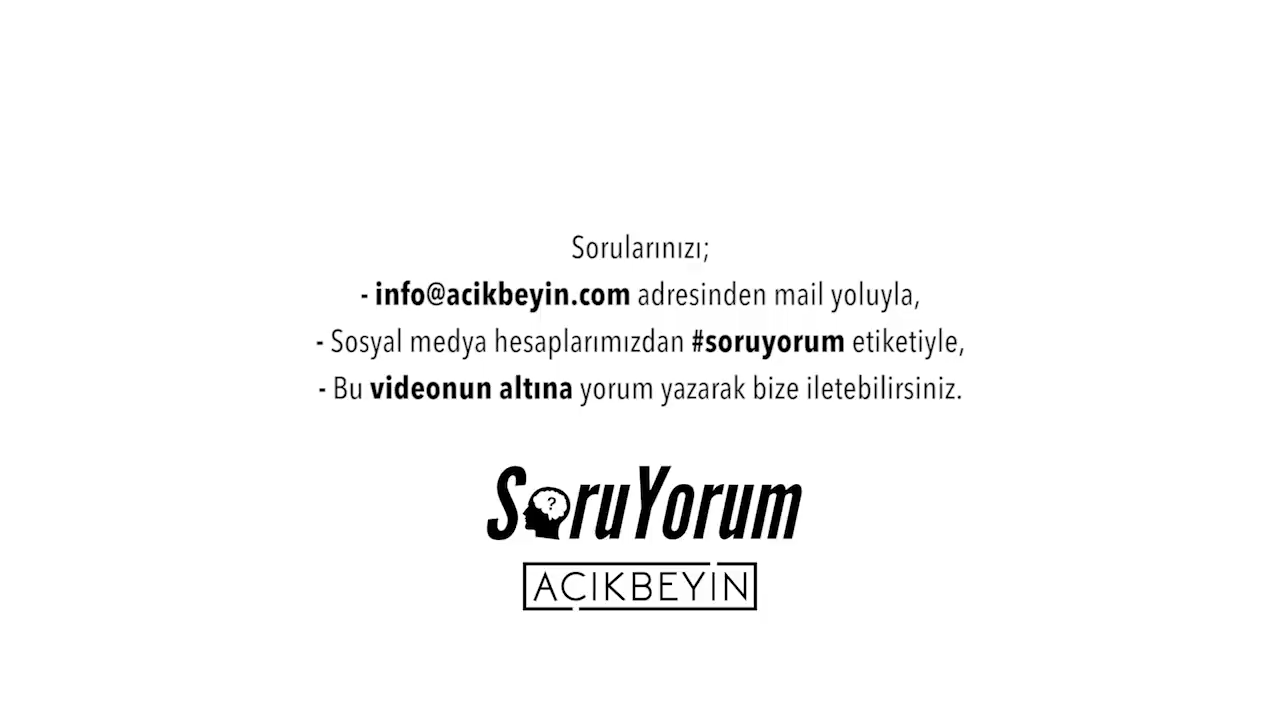 Sorularınızı;
- info@acikbeyin.com adresinden mail yoluyla,
- Sosyal medya hesaplarımızdan #soruyorum etiketiyle,
- Bu videonun altına yorum yazarak bize iletebilirsiniz.
SoruYorum
AÇIKBEYİN